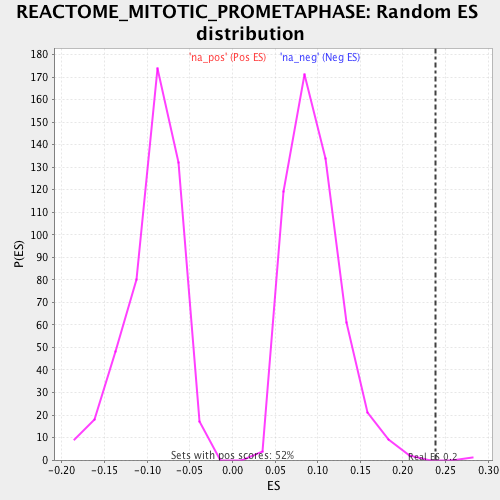 REACTOME_MITOTIC_PROMETAPHASE: Random ES
distribution
'na_pos' (Pos ES) 'na_neg' (Neg ES)
180
170
160
150
140
130
120
110
100
90
80
70
60
50
40
30
20
10
0
P(ES)
Sets with pos scores: 52%
Real ES 0.2
-0.20 -0.15 -0.10 -0.05 0.00 0.05 0.10 0.15 0.20 0.25 0.30
ES